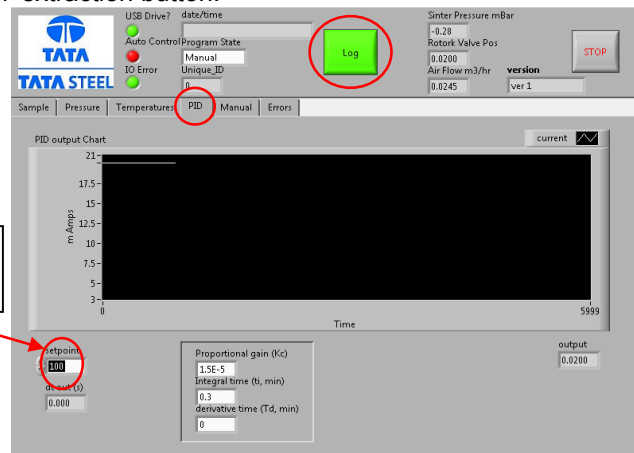 extraction button.
USB Drive? date/time
Auto Control Program State
Manual
IO Error Unique_ID
0
TATA
TATA STEEL
Log
Sinter Pressure mBar
-0.28
Rotork Valve Pos
0.0200
Air Flow m3/hr version
0.0245 ver 1
STOP
Sample Pressure Temperatures PID Manual Errors
PID output Chart
current
21
17.5
15
12.5
10
7.5
5
3
m Amps
0 5999
Time
setpoint
100
dt out (s)
0.000
Proportional gain (Kc)
1.5E-5
Integral time (ti, min)
0.3
derivative time (Td, min)
0
output
0.0200